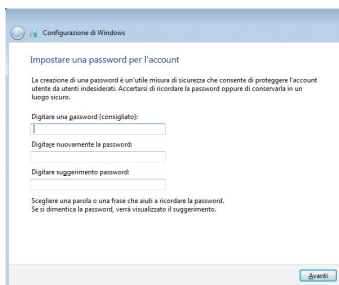 Configurazione di Windows
Impostare una password per l'account
La creazione di una password è un'utile misura di sicurezza che consente di proteggere l'account
utente da utenti indesiderati. Accertarsi di ricordare la password oppure di conservarla in un
luogo sicuro.
Digitare una password (consigliato):
Digitare nuovamente la password:
Digitare suggerimento password:
Scegliere una parola o una frase che aiuti a ricordare la password.
Se si dimentica la password, verrà visualizzato il suggerimento.
Avanti